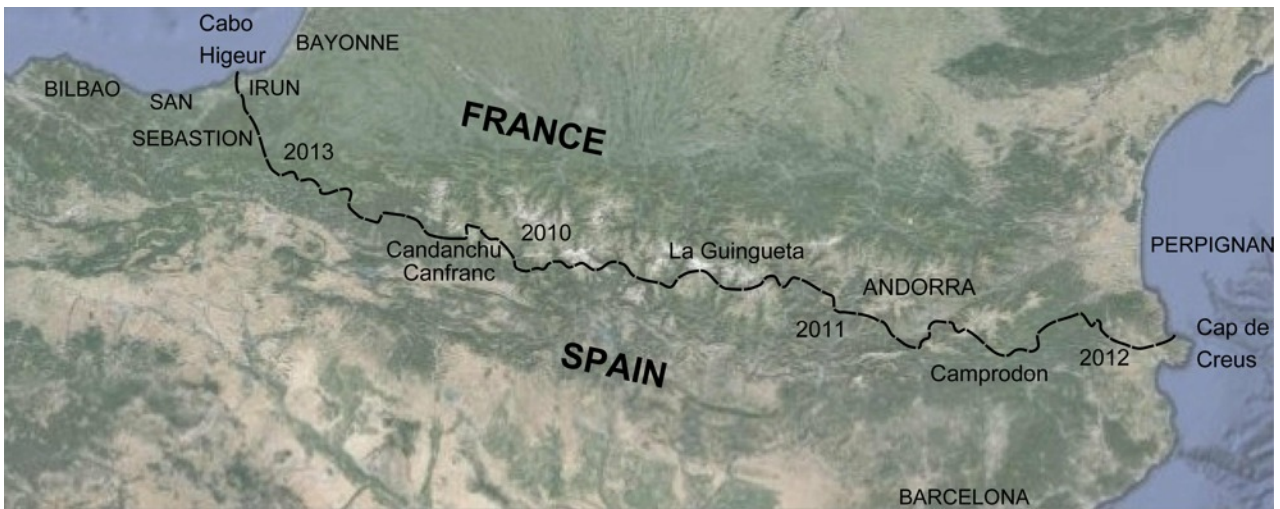 Cabo
Higeur
BAYONNE
BILBAO
IRUN
SAN
SEBASTION
FRANCE
2013
2010
Candanchu
Canfranc
La Guingueta
PERPIGNAN
ANDORRA
2011
Cap de
Creus
2012
Camprodon
SPAIN
BARCELONA